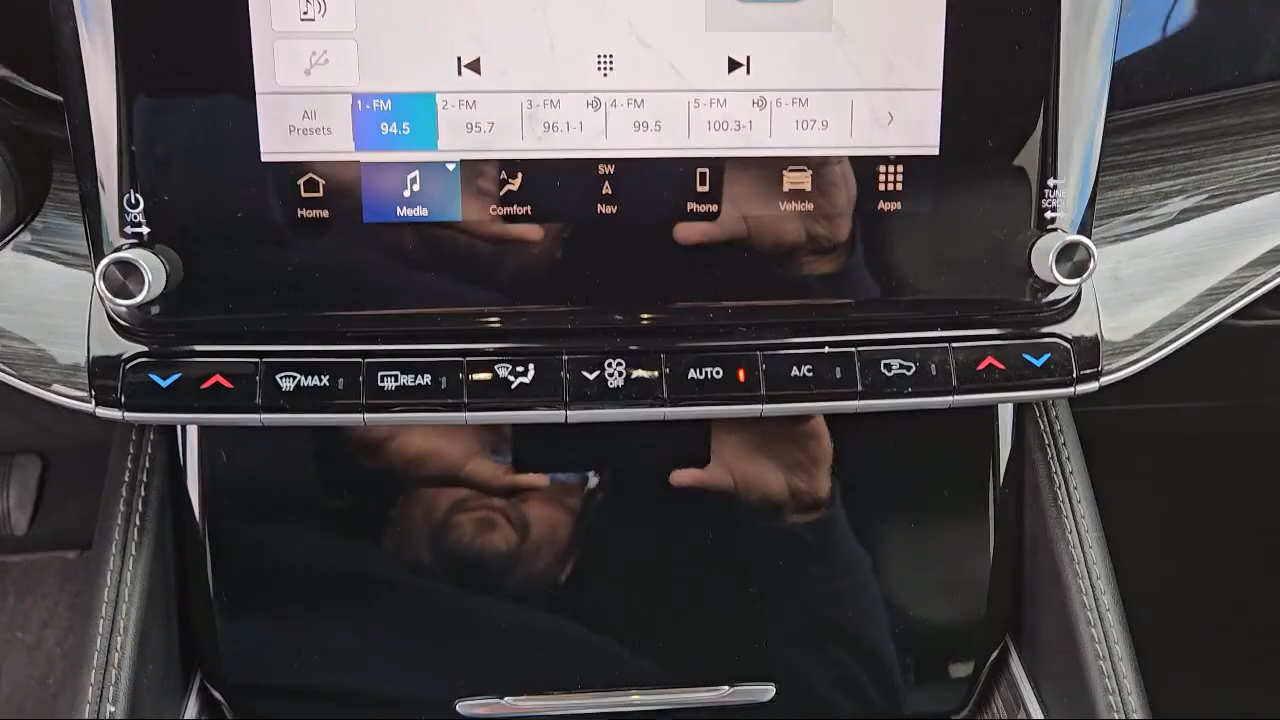 All Presets
1 - FM
94.5
2 - FM
95.7
3 - FM
96.1-1
4 - FM
99.5
5 - FM
100.3-1
6 - FM
107.9
Home
Media
A
Comfort
SW
Nav
Phone
Vehicle
Apps
VOL
TUNE
SCROLL
MAX
REAR
OFF
AUTO
A/C